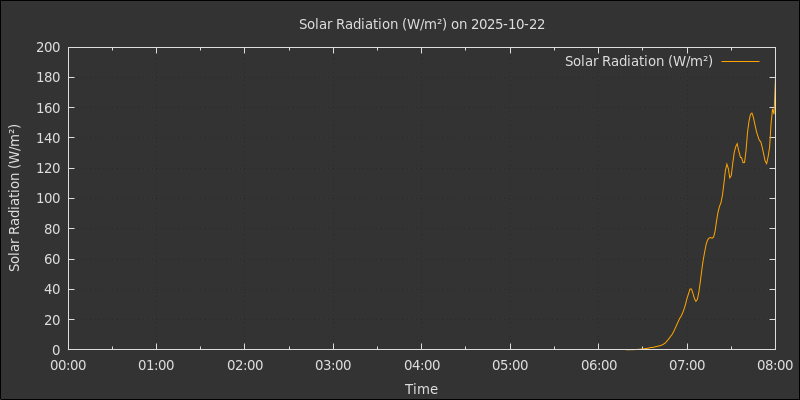 Solar Radiation (W/m²) on 2025-10-22
Solar Radiation (W/m²)
Solar Radiation (W/m²)
200
180
160
140
120
100
80
60
40
20
0
00:00 01:00 02:00 03:00 04:00 05:00 06:00 07:00 08:00
Time